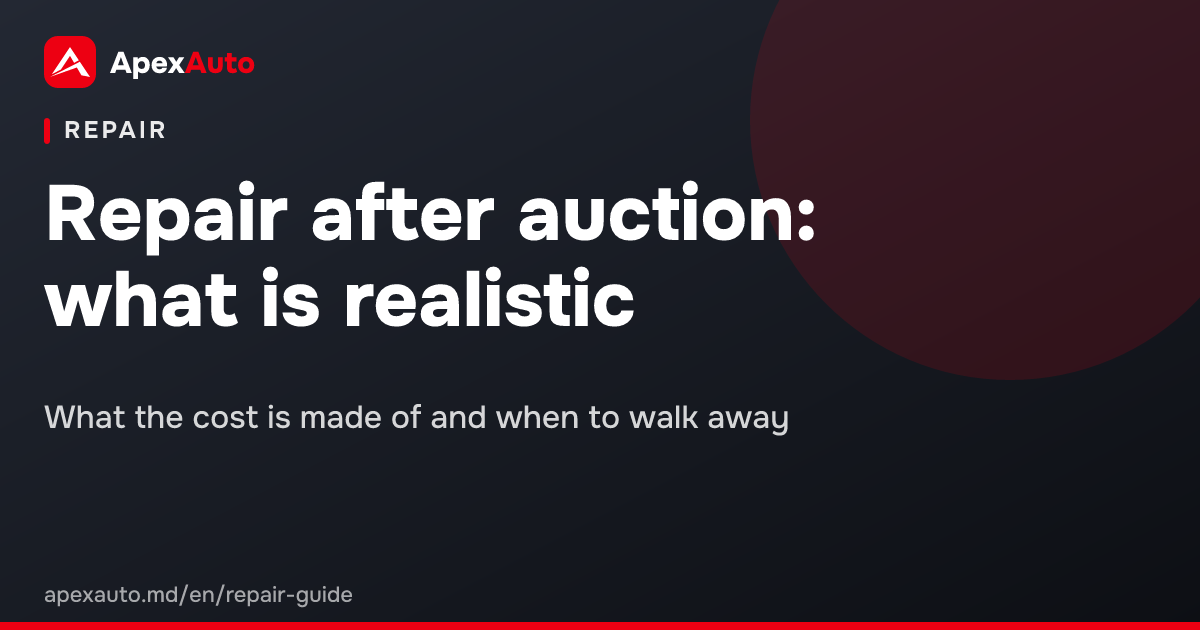 ApexAuto
REPAIR
Repair after auction:
what is realistic
What the cost is made of and when to walk away
apexauto.md/en/repair-guide